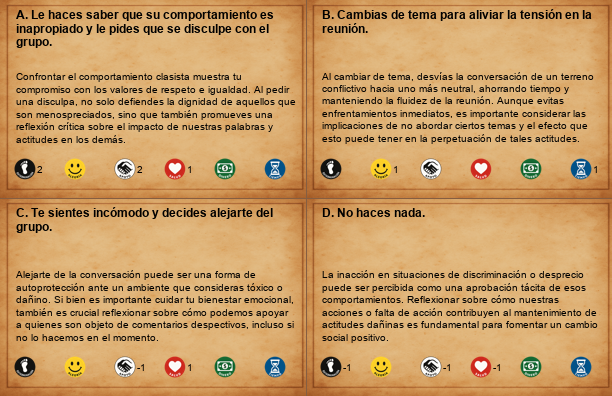 A. Le haces saber que su comportamiento es
inapropiado y le pides que se disculpe con el
grupo.
Confrontar el comportamiento clasista muestra tu
compromiso con los valores de respeto e igualdad. Al pedir
una disculpa, no solo defiendes la dignidad de aquellos que
son menospreciados, sino que también promueves una
reflexión crítica sobre el impacto de nuestras palabras y
actitudes en los demás.
2 2 1
B. Cambias de tema para aliviar la tensión en la
reunión.
Al cambiar de tema, desvías la conversación de un terreno
conflictivo hacia uno más neutral, ahorrando tiempo y
manteniendo la fluidez de la reunión. Aunque evitas
enfrentamientos inmediatos, es importante considerar las
implicaciones de no abordar ciertos temas y el efecto que
esto puede tener en la perpetuación de tales actitudes.
1 1
C. Te sientes incómodo y decides alejarte del
grupo.
Alejarte de la conversación puede ser una forma de
autoprotección ante un ambiente que consideras tóxico o
dañino. Si bien es importante cuidar tu bienestar emocional,
también es crucial reflexionar sobre cómo podemos apoyar
a quienes son objeto de comentarios despectivos, incluso si
no lo hacemos en el momento.
-1 1
D. No haces nada.
La inacción en situaciones de discriminación o desprecio
puede ser percibida como una aprobación tácita de esos
comportamientos. Reflexionar sobre cómo nuestras
acciones o falta de acción contribuyen al mantenimiento de
actitudes dañinas es fundamental para fomentar un cambio
social positivo.
-1 -1 -1